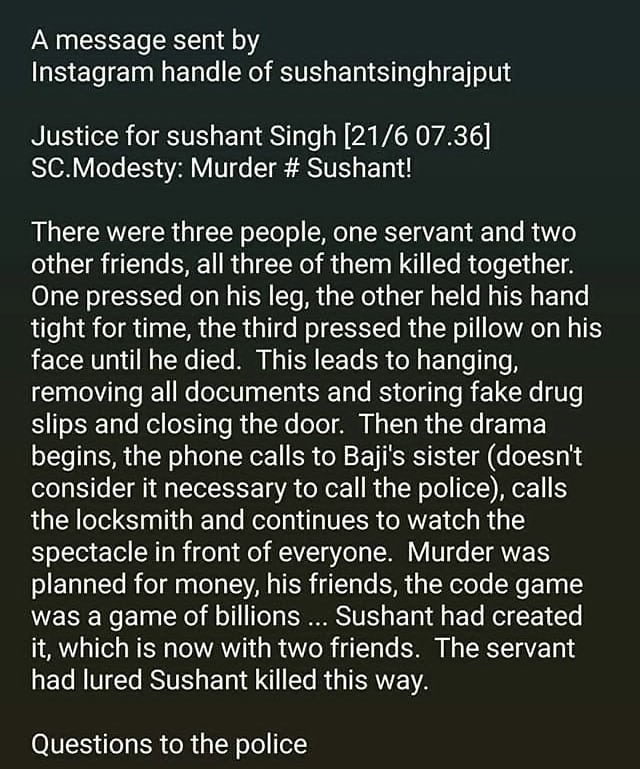 A message sent by
Instagram handle of sushantsinghrajput
Justice for sushant Singh [21/6 07.36]
SC.Modesty: Murder # Sushant!
There were three people, one servant and two
other friends, all three of them killed together.
One pressed on his leg, the other held his hand
tight for time, the third pressed the pillow on his
face until he died.  This leads to hanging,
removing all documents and storing fake drug
slips and closing the door.  Then the drama
begins, the phone calls to Baji's sister (doesn't
consider it necessary to call the police), calls
the locksmith and continues to watch the
spectacle in front of everyone.  Murder was
planned for money, his friends, the code game
was a game of billions ... Sushant had created
it, which is now with two friends.  The servant
had lured Sushant killed this way.
Questions to the police